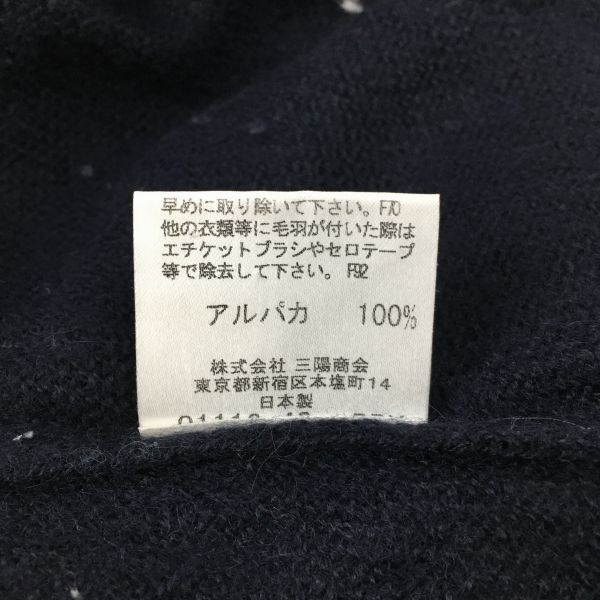 早めに取り除いて下さい。F70
他の衣類等に毛羽が付いた際は
エチケットブラシやセロテープ
等で除去して下さい。F92
アルパカ 100%
株式会社 三陽商会
東京都新宿区本塩町14
日本製